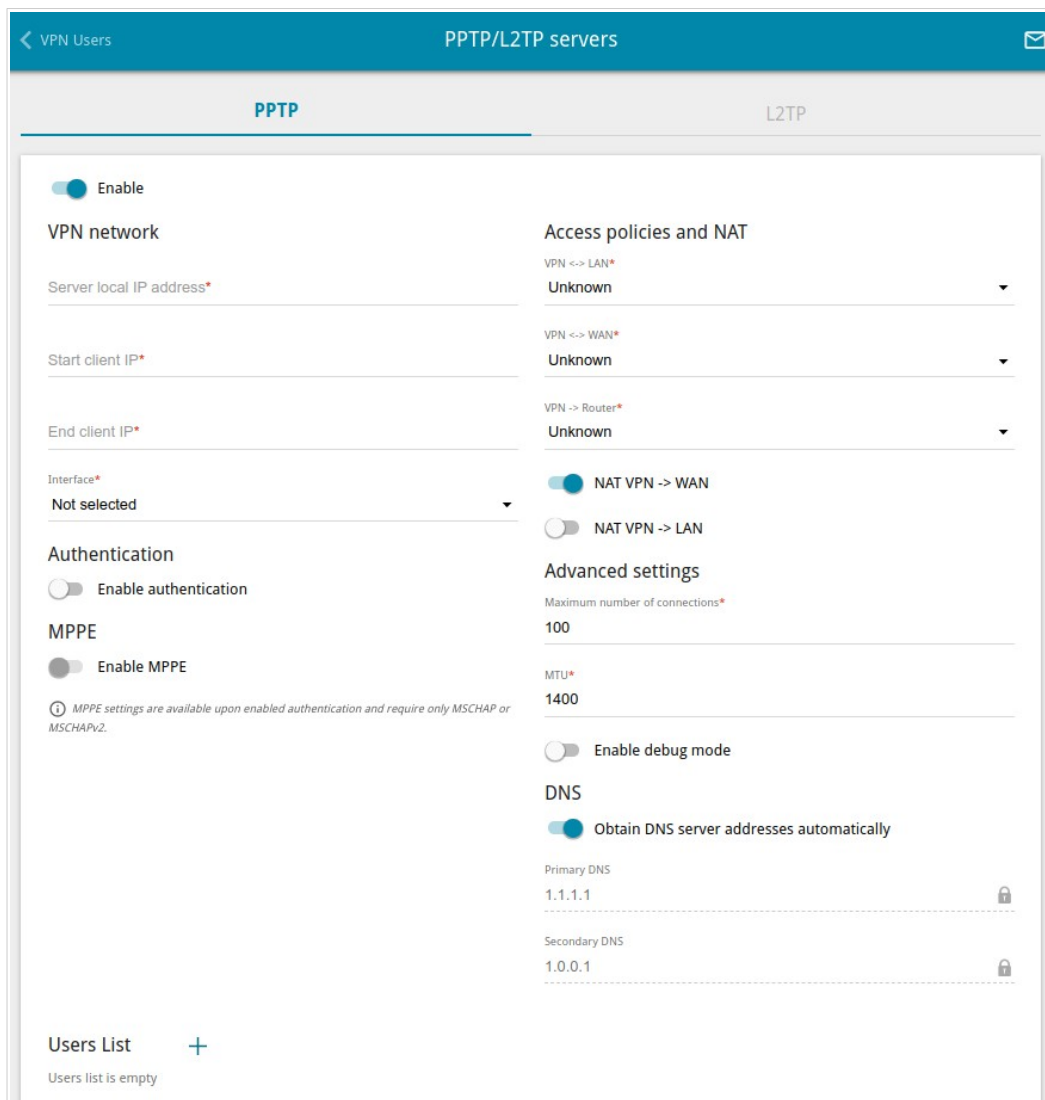 VPN Users
PPTP/L2TP servers
PPTP
L2TP
Enable
VPN network
Server local IP address*
Start client IP*
End client IP*
Interface*
Not selected
Authentication
Enable authentication
MPPE
Enable MPPE
MPPE settings are available upon enabled authentication and require only MSCHAP or
MSCHAPv2.
Access policies and NAT
VPN <-> LAN*
Unknown
VPN <-> WAN*
Unknown
VPN -> Router*
Unknown
NAT VPN -> WAN
NAT VPN -> LAN
Advanced settings
Maximum number of connections*
100
MTU*
1400
Enable debug mode
DNS
Obtain DNS server addresses automatically
Primary DNS
1.1.1.1
Secondary DNS
1.0.0.1
Users List
Users list is empty